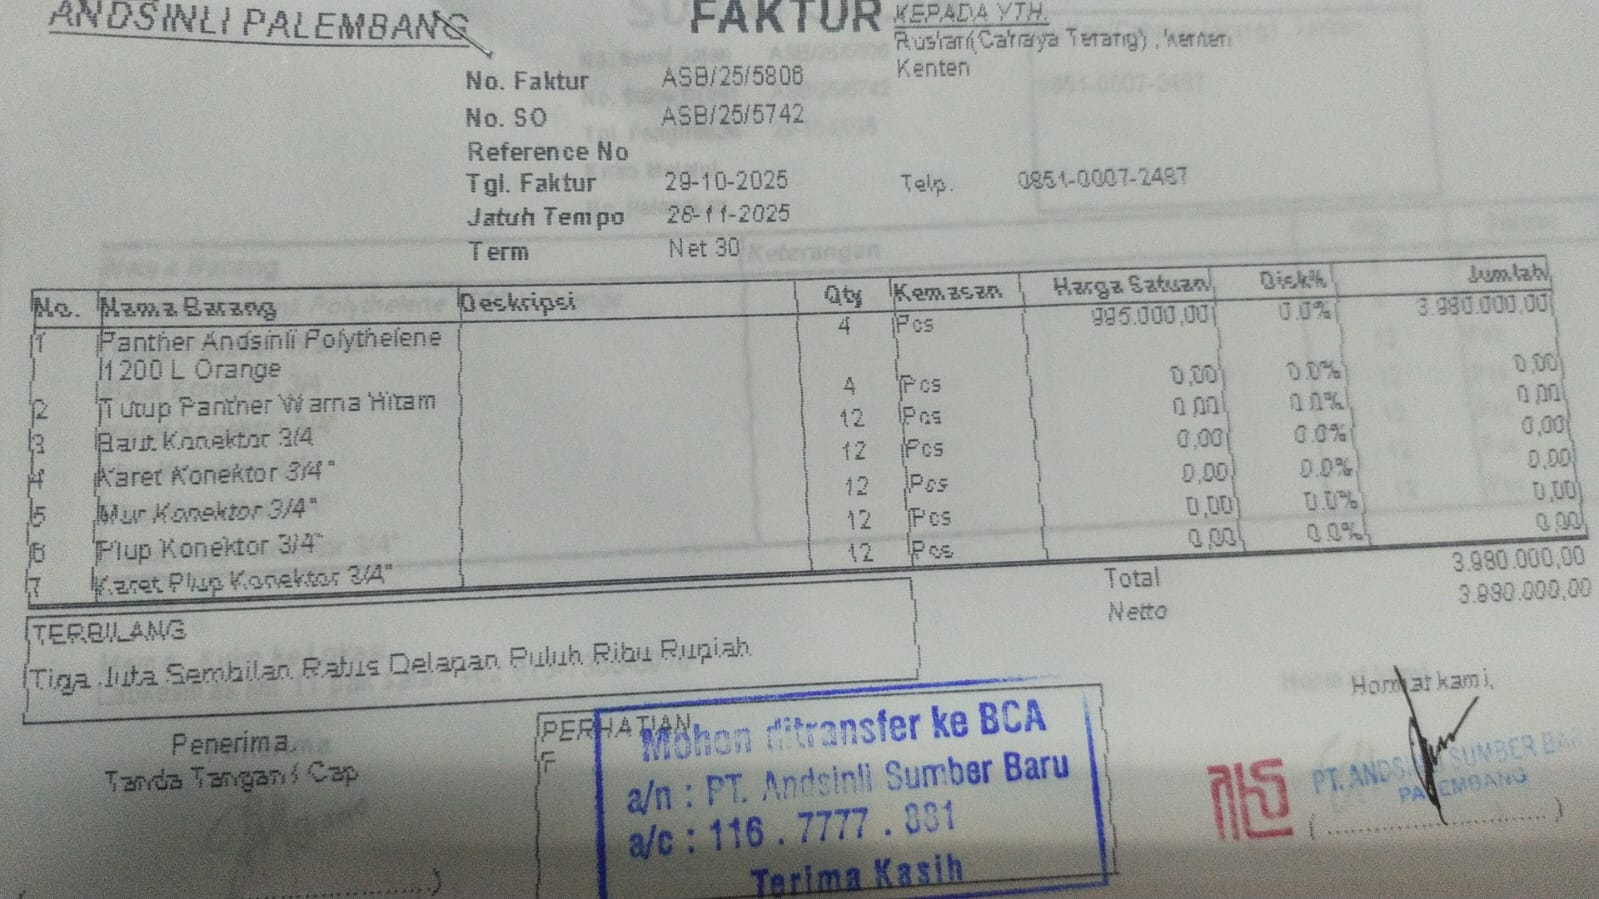 ANDSINLI PALEMBANG
FAKTUR
KEPADA YTH.
Ruslan(Cahaya Terang) , Kenten
Kenten
No. Faktur ASB/25/5806
No. SO ASB/25/5742
Reference No
Tgl. Faktur 29-10-2025
Telp. 0851-0007-2487
Jatuh Tempo 28-11-2025
Term Net 30
No. Nama Barang Deskripsi Qty Kemasan Harga Satuan Disk% Jumlah
1 Panther Andsinli Polythelene 4 Pcs 995.000,00 0.0% 3.980.000,00
1200 L Orange
2 Tutup Panther Warna Hitam 4 Pcs 0,00 0.0% 0,00
3 Baut Konektor 3/4 12 Pcs 0,00 0.0% 0,00
4 Karet Konektor 3/4" 12 Pcs 0,00 0.0% 0,00
5 Mur Konektor 3/4" 12 Pcs 0,00 0.0% 0,00
6 Plup Konektor 3/4" 12 Pcs 0,00 0.0% 0,00
7 Karet Plup Konektor 3/4" 12 Pcs 0,00 0.0% 0,00
Total 3.980.000,00
Netto 3.980.000,00
TERBILANG
Tiga Juta Sembilan Ratus Delapan Puluh Ribu Rupiah
Penerima,
Tanda Tangan / Cap
PERHATIAN
F
Mohon ditransfer ke BCA
a/n : PT. Andsinli Sumber Baru
a/c : 116 . 7777 . 881
Terima Kasih
Hormat kami,
PT. ANDSINLI SUMBER BARU
PALEMBANG